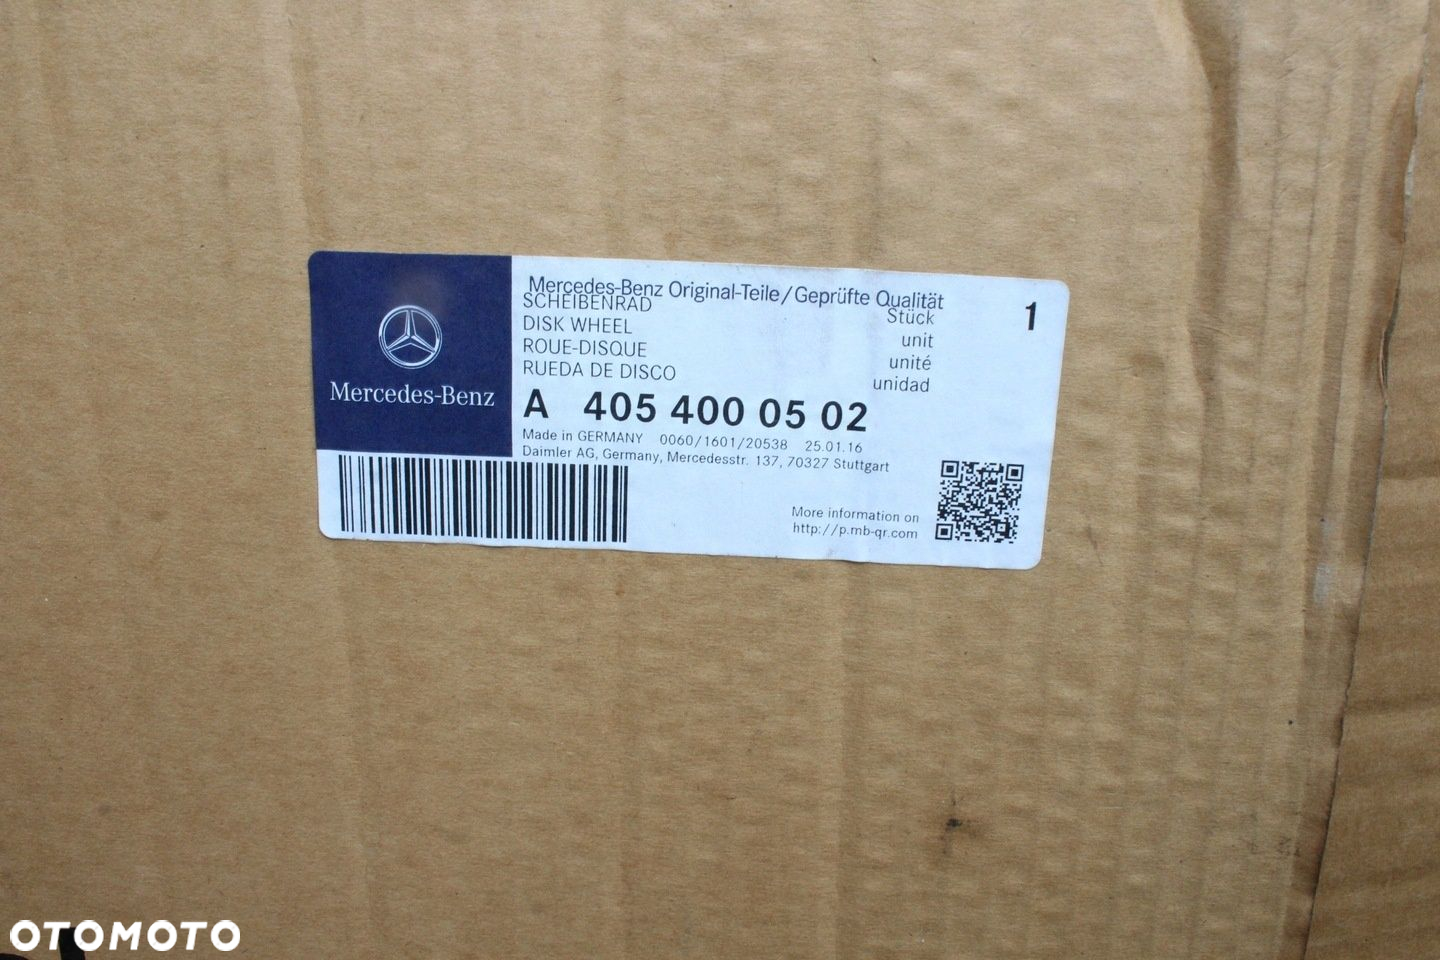 Mercedes-Benz
Mercedes-Benz Original-Teile/Geprüfte Qualität
SCHEIBENRAD Stück 1
DISK WHEEL unit
ROUE-DISQUE unité
RUEDA DE DISCO unidad
A 405 400 05 02
Made in GERMANY 0060/1601/20538 25.01.16
Daimler AG, Germany, Mercedesstr. 137, 70327 Stuttgart
More information on
http://p.mb-qr.com
OTOMOTO